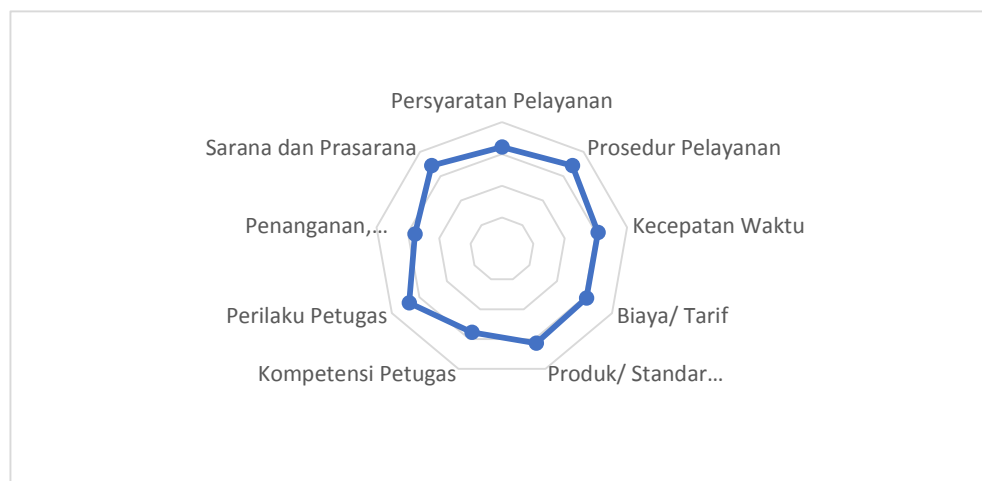 Persyaratan Pelayanan
Prosedur Pelayanan
Kecepatan Waktu
Biaya/ Tarif
Produk/ Standar...
Kompetensi Petugas
Perilaku Petugas
Penanganan,...
Sarana dan Prasarana